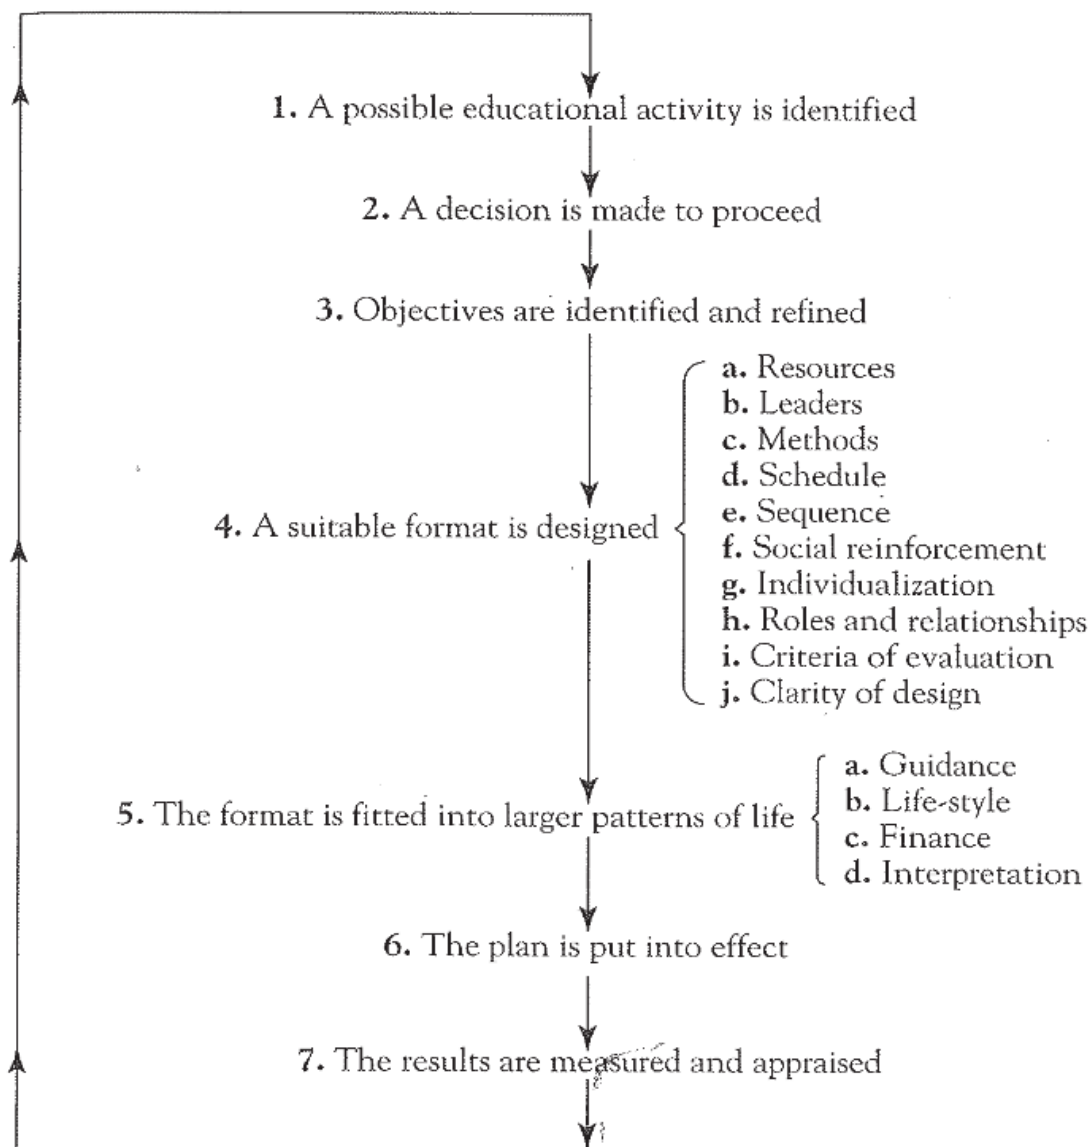 1. A possible educational activity is identified
2. A decision is made to proceed
3. Objectives are identified and refined
4. A suitable format is designed
a. Resources
b. Leaders
c. Methods
d. Schedule
e. Sequence
f. Social reinforcement
g. Individualization
h. Roles and relationships
i. Criteria of evaluation
j. Clarity of design
5. The format is fitted into larger patterns of life
a. Guidance
b. Life-style
c. Finance
d. Interpretation
6. The plan is put into effect
7. The results are measured and appraised